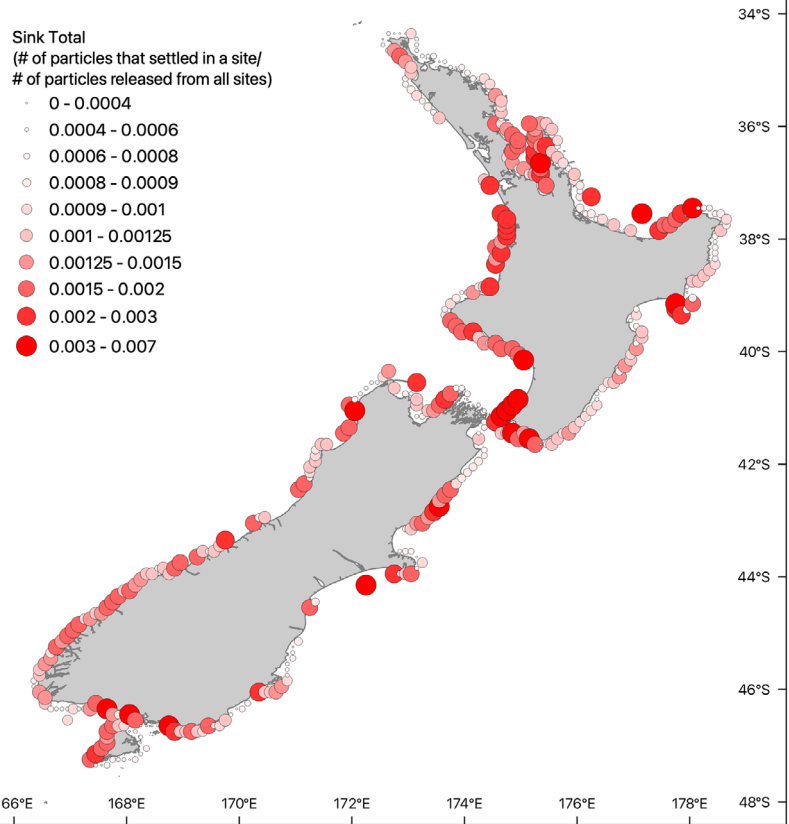 Sink Total
(# of particles that settled in a site/
# of particles released from all sites)
0 - 0.0004
0.0004 - 0.0006
0.0006 - 0.0008
0.0008 - 0.0009
0.0009 - 0.001
0.001 - 0.00125
0.00125 - 0.0015
0.0015 - 0.002
0.002 - 0.003
0.003 - 0.007
34°S
36°S
38°S
40°S
42°S
44°S
46°S
48°S
66°E 168°E 170°E 172°E 174°E 176°E 178°E